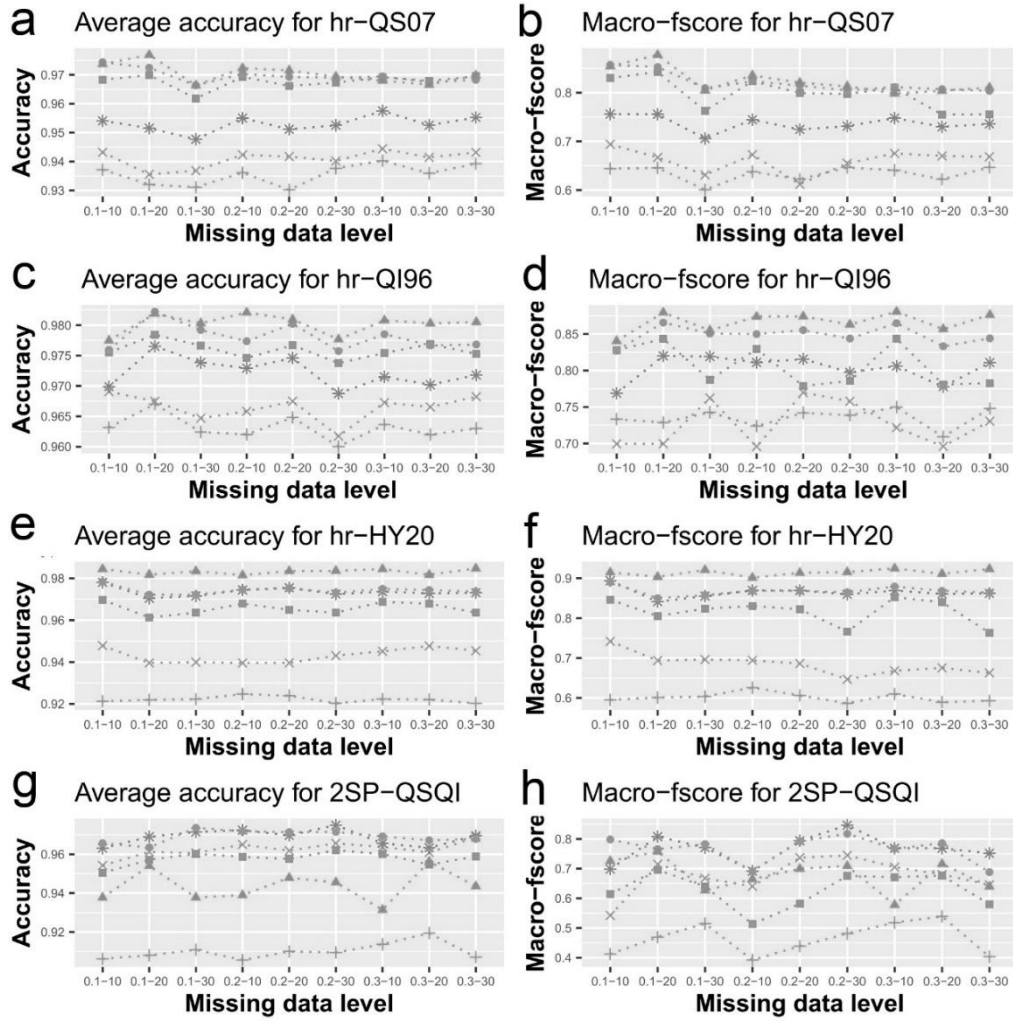 a Average accuracy for hr-QS07
Accuracy
0.97
0.96
0.95
0.94
0.93
0.1-10 0.1-20 0.1-30 0.2-10 0.2-20 0.2-30 0.3-10 0.3-20 0.3-30
Missing data level
b Macro-fscore for hr-QS07
Macro-fscore
0.8
0.7
0.6
0.1-10 0.1-20 0.1-30 0.2-10 0.2-20 0.2-30 0.3-10 0.3-20 0.3-30
Missing data level
c Average accuracy for hr-QI96
Accuracy
0.980
0.975
0.970
0.965
0.960
0.1-10 0.1-20 0.1-30 0.2-10 0.2-20 0.2-30 0.3-10 0.3-20 0.3-30
Missing data level
d Macro-fscore for hr-QI96
Macro-fscore
0.85
0.80
0.75
0.70
0.1-10 0.1-20 0.1-30 0.2-10 0.2-20 0.2-30 0.3-10 0.3-20 0.3-30
Missing data level
e Average accuracy for hr-HY20
Accuracy
0.98
0.96
0.94
0.92
0.1-10 0.1-20 0.1-30 0.2-10 0.2-20 0.2-30 0.3-10 0.3-20 0.3-30
Missing data level
f Macro-fscore for hr-HY20
Macro-fscore
0.9
0.8
0.7
0.6
0.1-10 0.1-20 0.1-30 0.2-10 0.2-20 0.2-30 0.3-10 0.3-20 0.3-30
Missing data level
g Average accuracy for 2SP-QSQI
Accuracy
0.96
0.94
0.92
0.1-10 0.1-20 0.1-30 0.2-10 0.2-20 0.2-30 0.3-10 0.3-20 0.3-30
Missing data level
h Macro-fscore for 2SP-QSQI
Macro-fscore
0.8
0.7
0.6
0.5
0.4
0.1-10 0.1-20 0.1-30 0.2-10 0.2-20 0.2-30 0.3-10 0.3-20 0.3-30
Missing data level